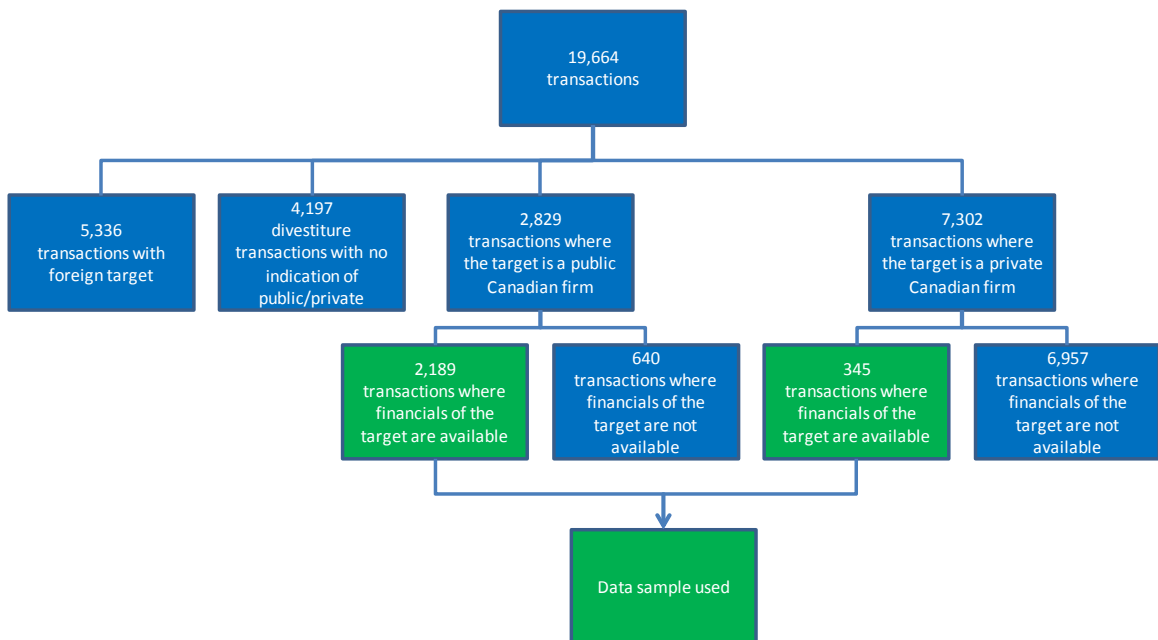 19,664
transactions
5,336
transactions with
foreign target
4,197
divestiture
transactions with no
indication of
public/private
2,829
transactions where
the target is a public
Canadian firm
7,302
transactions where
the target is a private
Canadian firm
2,189
transactions where
financials of the
target are available
640
transactions where
financials of the
target are not
available
345
transactions where
financials of the
target are available
6,957
transactions where
financials of the
target are not
available
Data sample used